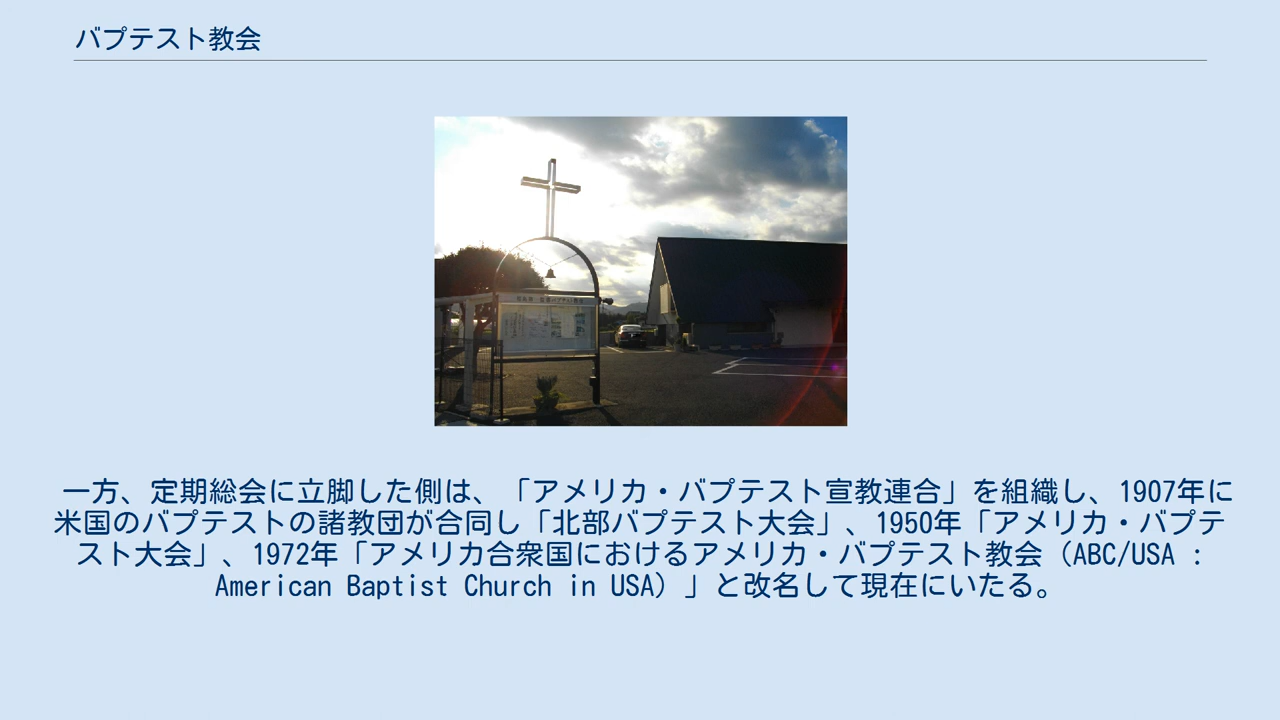 バプテスト教会
一方、定期総会に立脚した側は、「アメリカ・バプテスト宣教連合」を組織し、1907年に
米国のバプテストの諸教団が合同し「北部バプテスト大会」、1950年「アメリカ・バプテ
スト大会」、1972年「アメリカ合衆国におけるアメリカ・バプテスト教会（ABC/USA :
American Baptist Church in USA）」と改名して現在にいたる。